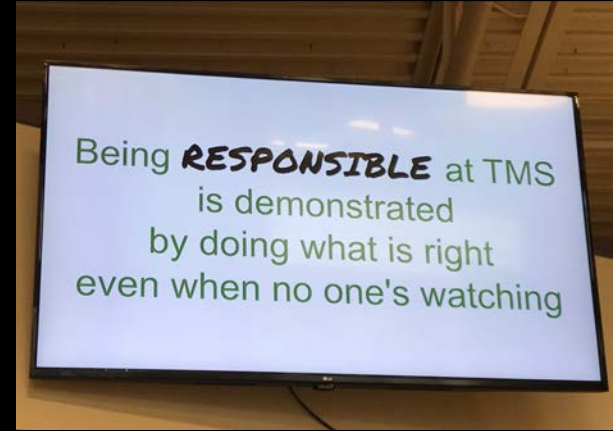 Being RESPONSIBLE at TMS
is demonstrated
by doing what is right
even when no one's watching